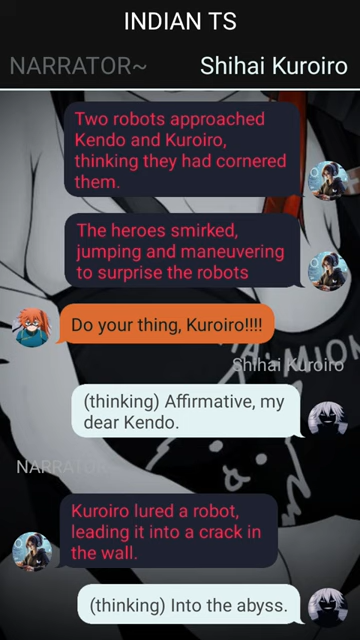 INDIAN TS
NARRATOR~
Shihai Kuroiro
Two robots approached
Kendo and Kuroiro,
thinking they had cornered
them.
The heroes smirked,
jumping and maneuvering
to surprise the robots
Do your thing, Kuroiro!!!!
Shihai Kuroiro
(thinking) Affirmative, my
dear Kendo.
NARRATOR~
Kuroiro lured a robot,
leading it into a crack in
the wall.
(thinking) Into the abyss.